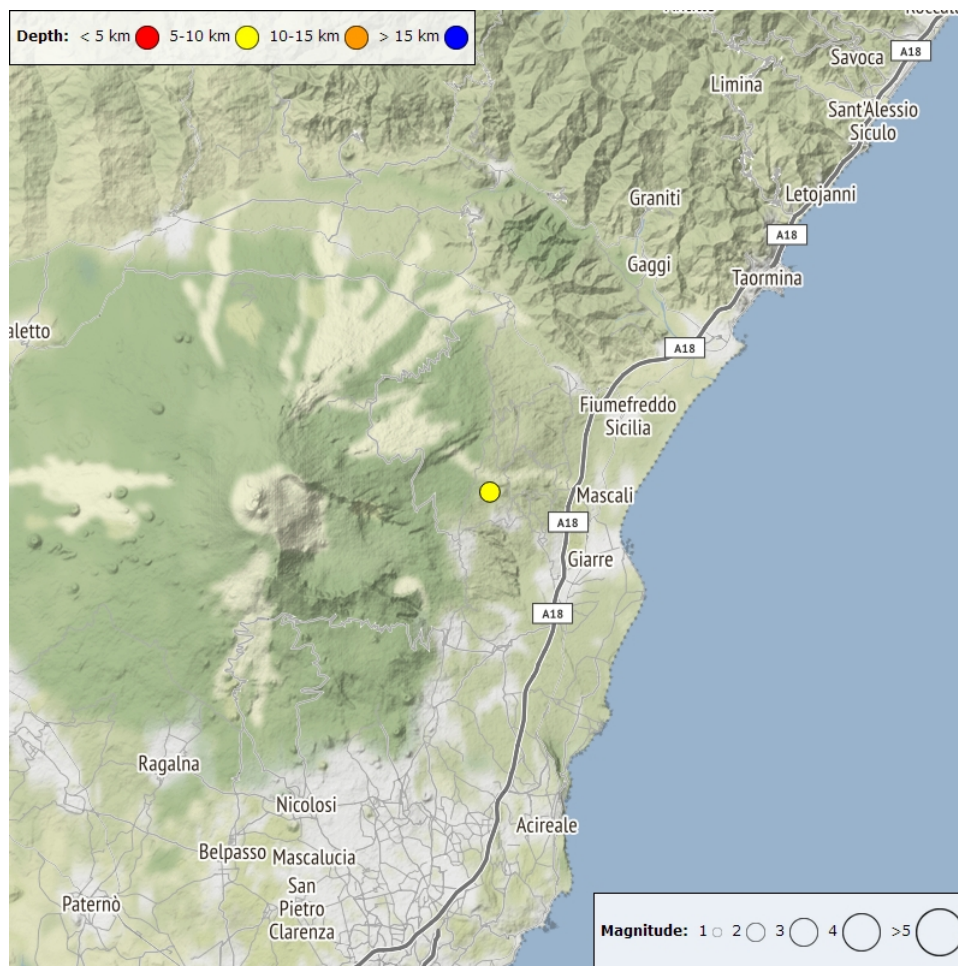 Depth: < 5 km 5-10 km 10-15 km > 15 km
A18
Savoca
Limina
Sant'Alessio
Siculo
Graniti
Letojanni
A18
Gaggi
Taormina
aletto
A18
Fiumefreddo
Sicilia
Mascali
A18
Giarre
A18
Ragalna
Nicolosi
Acireale
Belpasso
Mascalucia
San
Pietro
Clarenza
Paternò
Magnitude: 1 2 3 4 >5